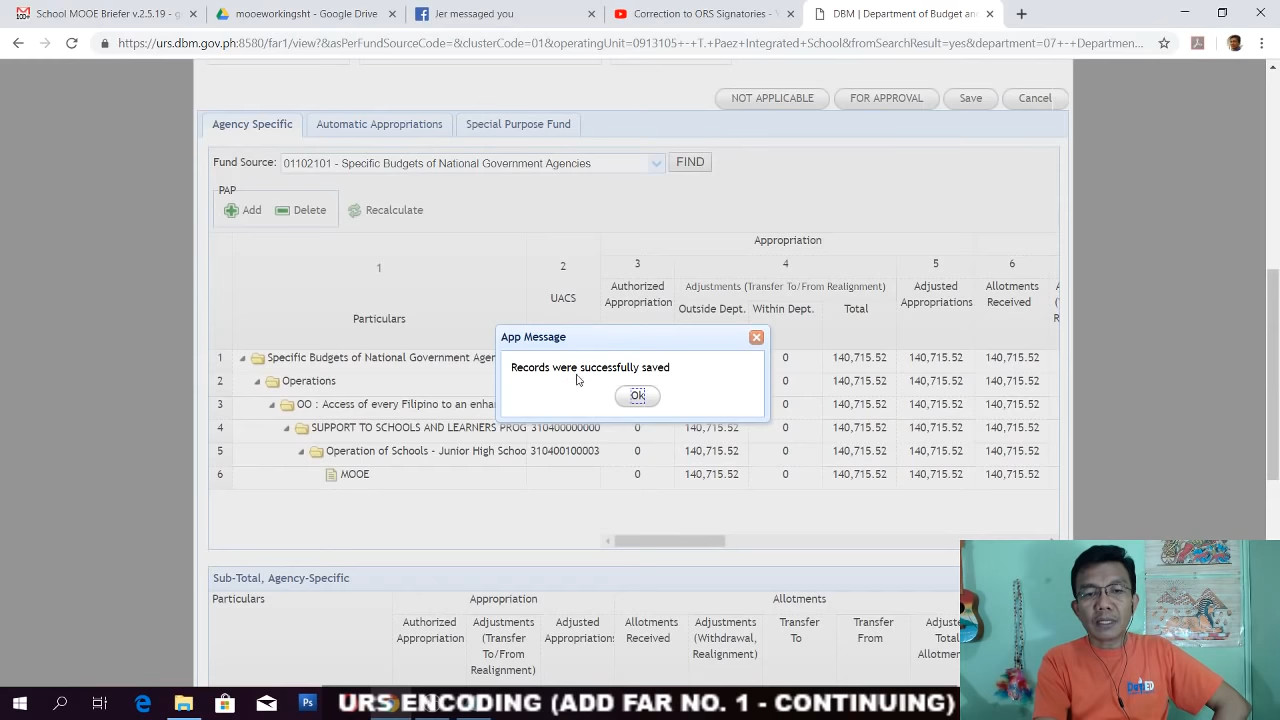 School MOOE Briefer v.2.5.19 - g
mooeworkingsht - Google Drive
Jer messaged you
Correction to ORS Signatories -
DBM | Department of Budget an
https://urs.dbm.gov.ph:8580/far1/view?&asPerFundSourceCode=&clusterCode=01&operatingUnit=0913105+-+T.+Paez+Integrated+School&fromSearchResult=yes&department=07+-+Departmen...
NOT APPLICABLE
FOR APPROVAL
Save
Cancel
Agency Specific
Automatic Appropriations
Special Purpose Fund
Fund Source:
01102101 - Specific Budgets of National Government Agencies
FIND
PAP
Add
Delete
Recalculate
Appropriation
1
2
3
4
5
6
Particulars
UACS
Authorized
Appropriation
Adjustments (Transfer To/From Realignment)
Outside Dept.
Within Dept.
Total
Adjusted
Appropriations
Allotments
Received
App Message
Records were successfully saved
Ok
1 Specific Budgets of National Government Agen 0 140,715.52 140,715.52 140,715.52
2 Operations 0 140,715.52 140,715.52 140,715.52
3 OO : Access of every Filipino to an enha 0 140,715.52 140,715.52 140,715.52
4 SUPPORT TO SCHOOLS AND LEARNERS PROG 310400000000 0 140,715.52 0 140,715.52 140,715.52 140,715.52
5 Operation of Schools - Junior High Schoo 310400100003 0 140,715.52 0 140,715.52 140,715.52 140,715.52
6 MOOE 0 140,715.52 0 140,715.52 140,715.52 140,715.52
Sub-Total, Agency-Specific
Particulars
Appropriation
Allotments
Authorized
Appropriation
Adjustments
(Transfer
To/From
Realignment)
Adjusted
Appropriations
Allotments
Received
Adjustments
(Withdrawal,
Realignment)
Transfer
To
Transfer
From
Adjuste
Total
Allotmen
DepED
URS ENCODING (ADD FAR NO. 1 - CONTINUING)